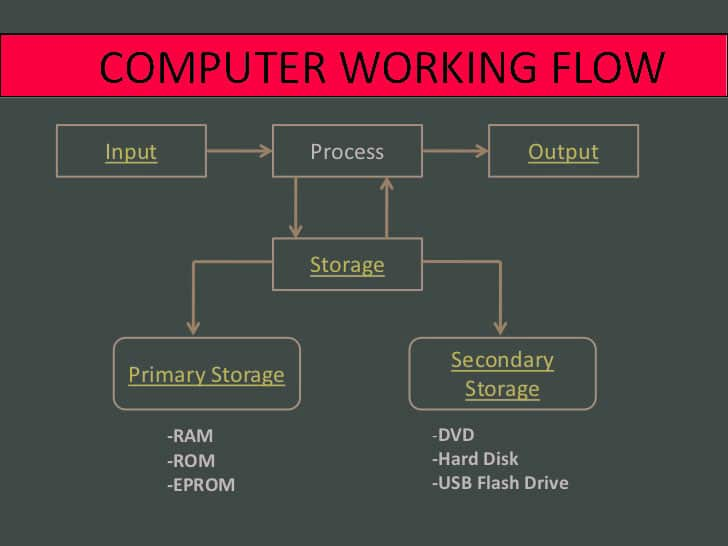 COMPUTER WORKING FLOW
Input
Process
Output
Storage
Primary Storage
Secondary
Storage
-RAM
-ROM
-EPROM
-DVD
-Hard Disk
-USB Flash Drive